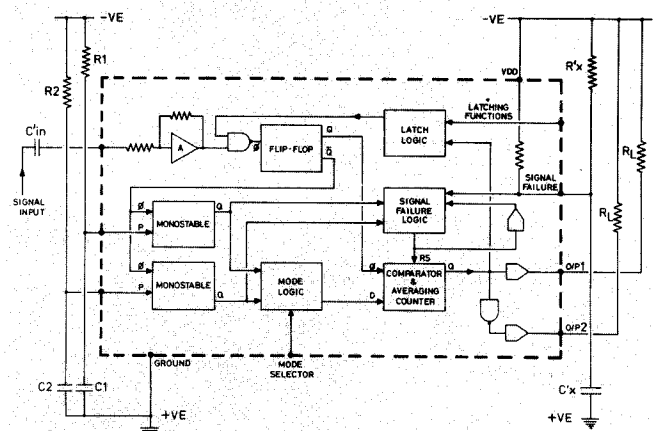 -VE
-VE
R1
R2
R'x
VDD
LATCHING
FUNCTIONS
C'in
A
Ø
FLIP-FLOP
Q
Q̄
LATCH
LOGIC
RL
SIGNAL
INPUT
SIGNAL
FAILURE
RL
Ø
P
MONOSTABLE
Q
SIGNAL
FAILURE
LOGIC
RS
Ø
P
MONOSTABLE
Q
MODE
LOGIC
Ø
D
COMPARATOR
&
AVERAGING
COUNTER
Q
O/P1
O/P2
GROUND
MODE
SELECTOR
C2
C1
C'x
+VE
+VE